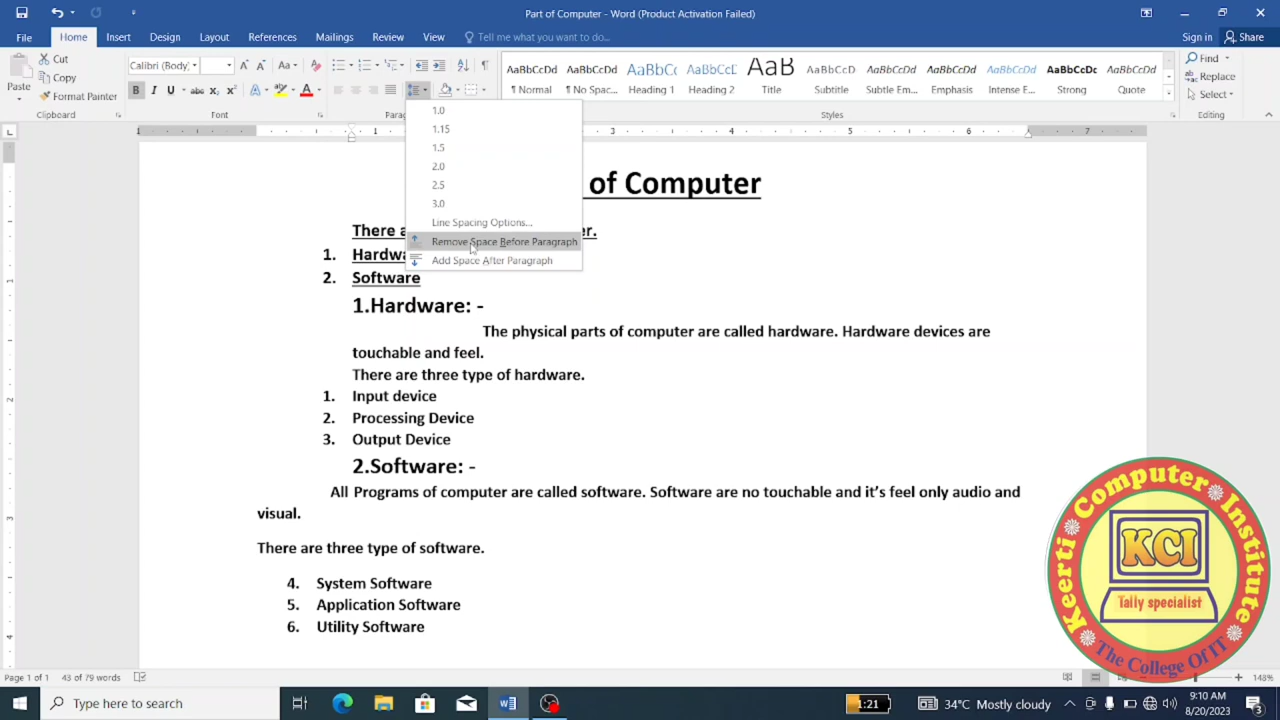 Part of Computer - Word (Product Activation Failed)
File Home Insert Design Layout References Mailings Review View Tell me what you want to do... Sign in Share
Cut
Copy
Format Painter
Paste
Clipboard
Calibri (Body)
Font
Para
AaBbCcDd AaBbCcDd AaBbCc AaBbCcC AaB AaBbCcD AaBbCcDd AaBbCcDd AaBbCcDd AaBbCcDc AaBbCcDd
¶ Normal ¶ No Spac... Heading 1 Heading 2 Title Subtitle Subtle Em... Emphasis Intense E... Strong Quote
Styles
Find
Replace
Select
Editing
1.0
1.15
1.5
2.0
2.5
3.0
Line Spacing Options...
Remove Space Before Paragraph
Add Space After Paragraph
of Computer
There a er.
1. Hardwa
2. Software
1.Hardware: -
The physical parts of computer are called hardware. Hardware devices are
touchable and feel.
There are three type of hardware.
1. Input device
2. Processing Device
3. Output Device
2.Software: -
All Programs of computer are called software. Software are no touchable and it's feel only audio and
visual.
There are three type of software.
4. System Software
5. Application Software
6. Utility Software
Keerti Computer Institute
KCI
Tally specialist
The College Of IT
Page 1 of 1 43 of 79 words 148%
Type here to search
1:21
34°C Mostly cloudy
9:10 AM
8/20/2023
3